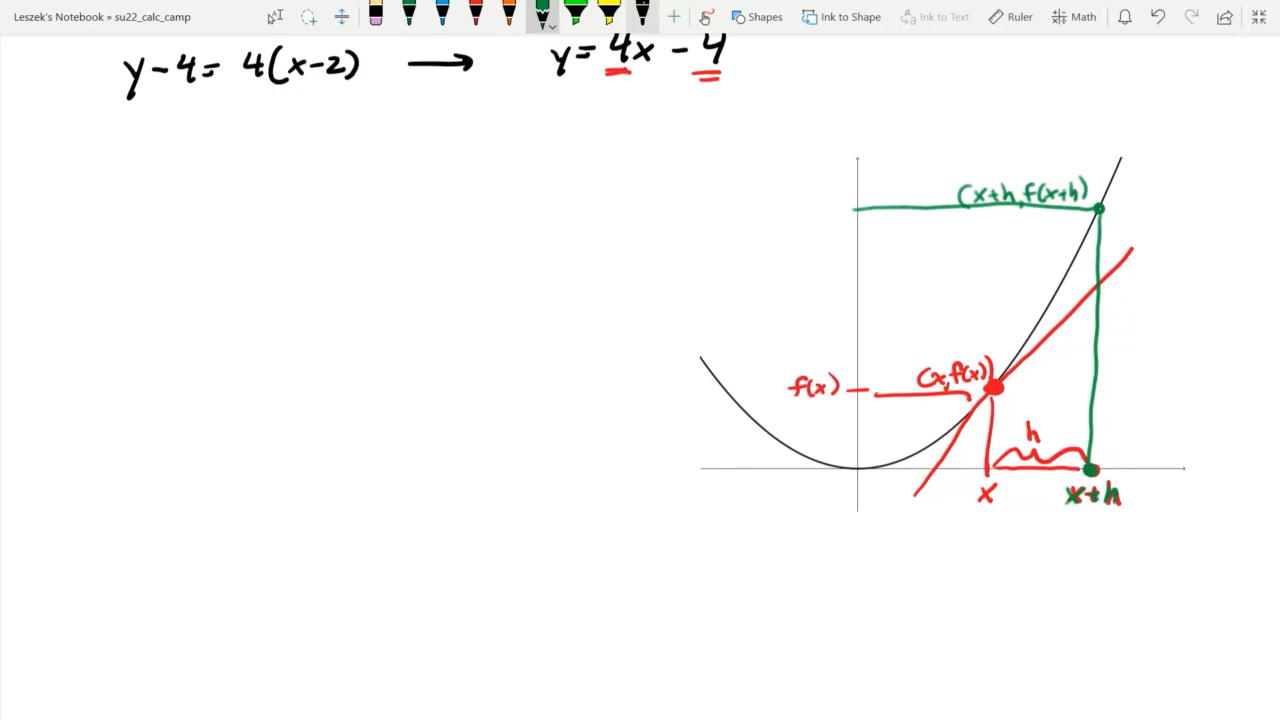 Leszek's Notebook » su22_calc_camp
Shapes
Ink to Shape
Ink to Text
Ruler
Math
y-4= 4(x-2) → y= 4x - 4
(x+h, f(x+h)
f(x)
(x, f(x))
h
x
x+h